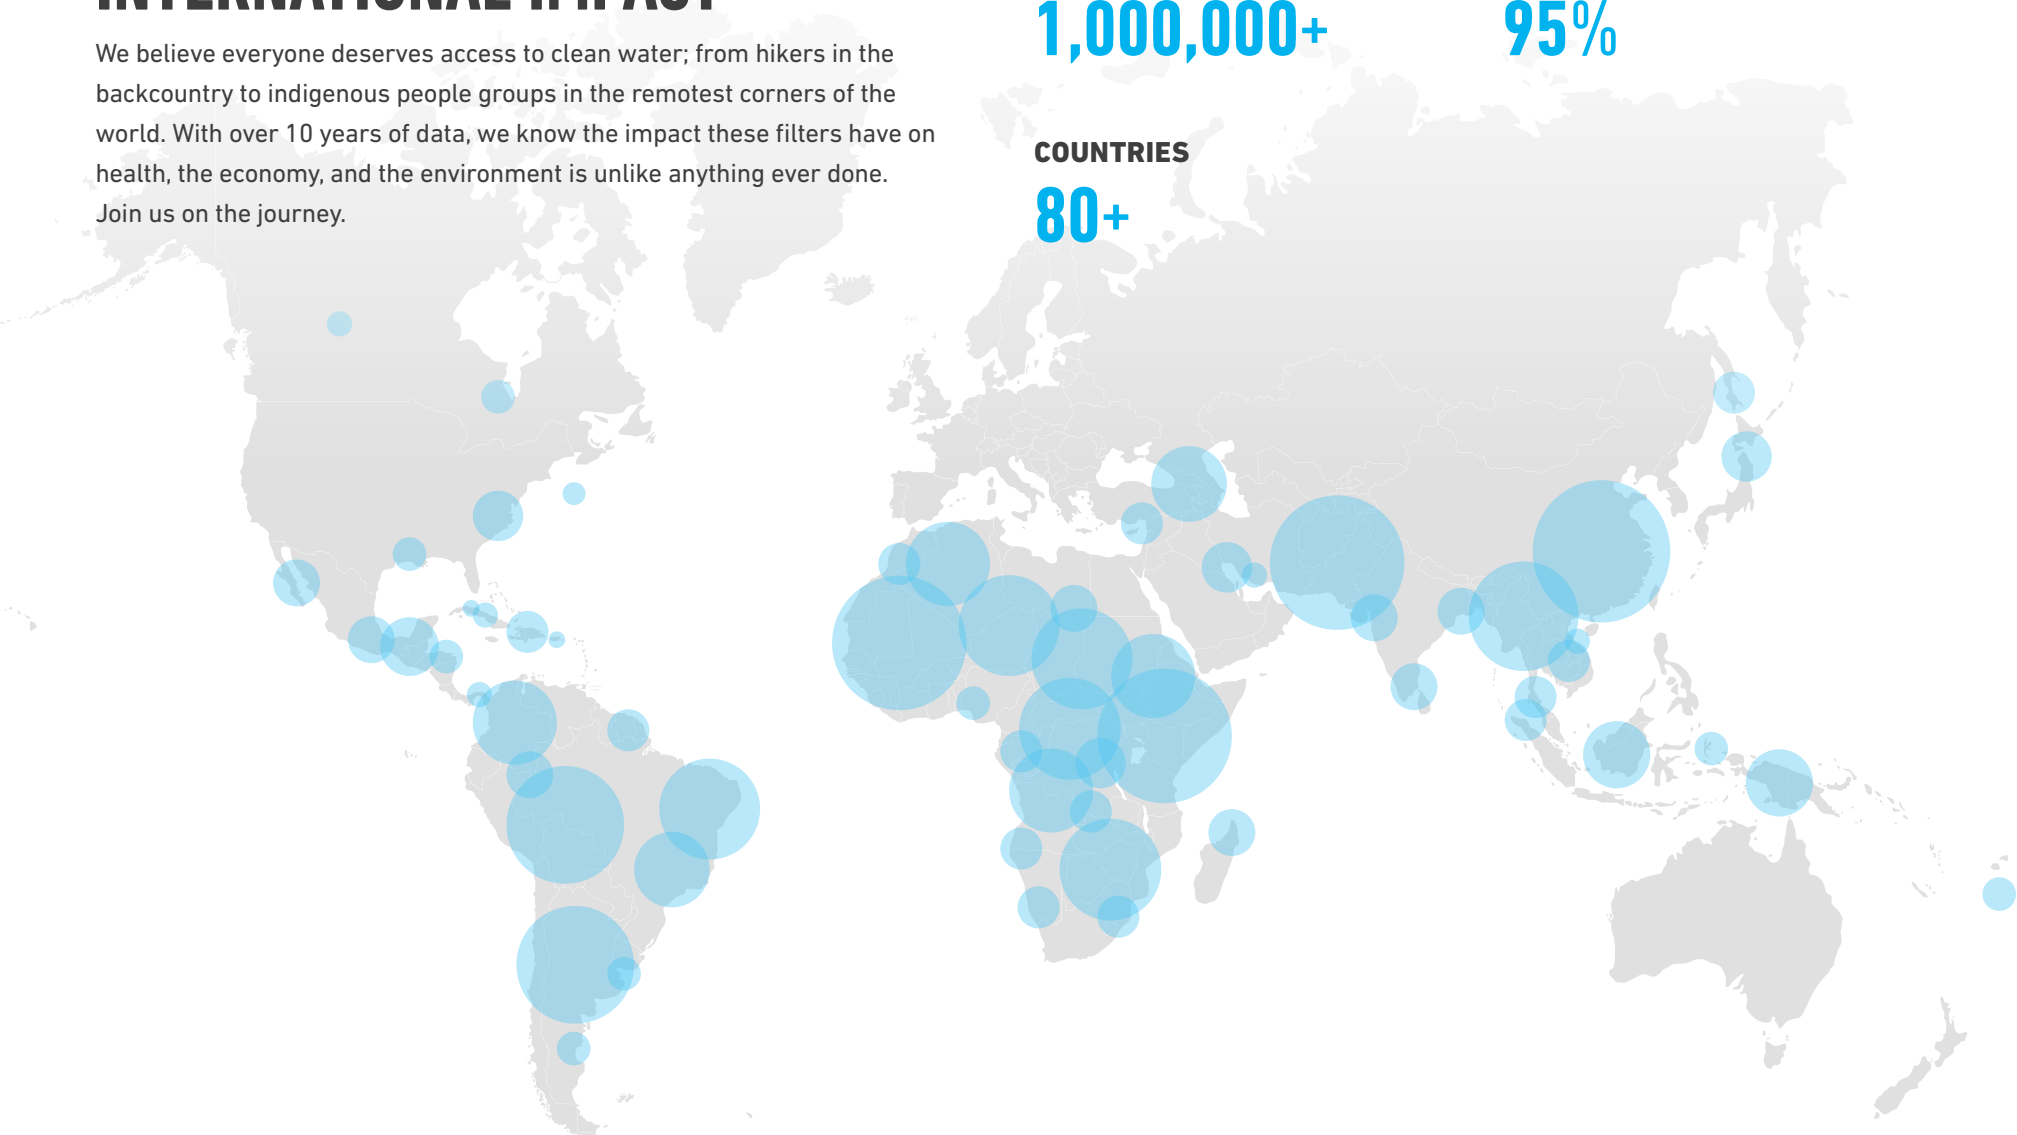 INTERNATIONAL IMPACT
We believe everyone deserves access to clean water; from hikers in the
backcountry to indigenous people groups in the remotest corners of the
world. With over 10 years of data, we know the impact these filters have on
health, the economy, and the environment is unlike anything ever done.
Join us on the journey.
1,000,000+
95%
COUNTRIES
80+